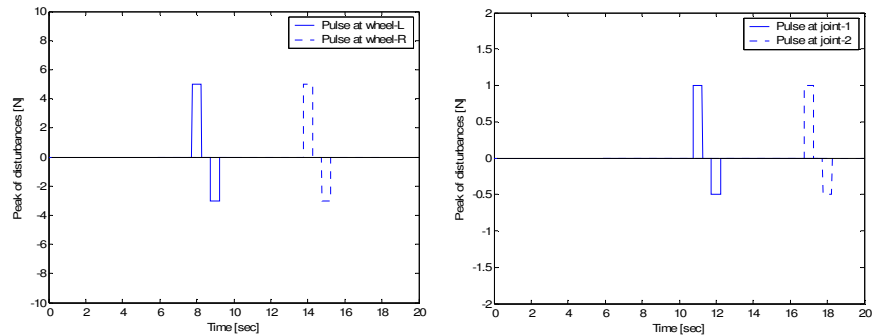 Pulse at wheel-L
Pulse at wheel-R
10
8
6
4
2
0
-2
-4
-6
-8
-10
Peak of disturbances [N]
0 2 4 6 8 10 12 14 16 18 20
Time [sec]
Pulse at joint-1
Pulse at joint-2
2
1.5
1
0.5
0
-0.5
-1
-1.5
-2
Peak of disturbances [N]
0 2 4 6 8 10 12 14 16 18 20
Time [sec]